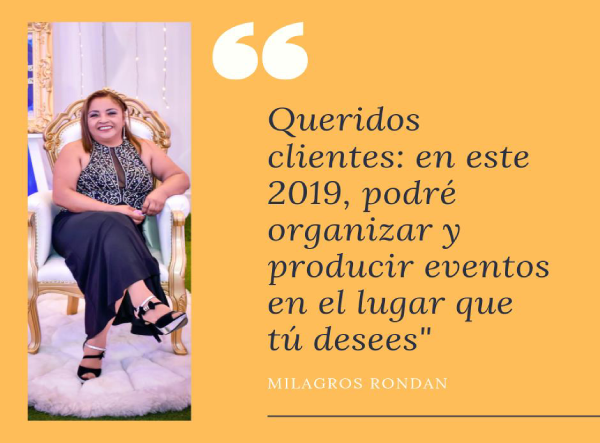 “
Queridos
clientes: en este
2019, podré
organizar y
producir eventos
en el lugar que
tú desees"
MILAGROS RONDAN